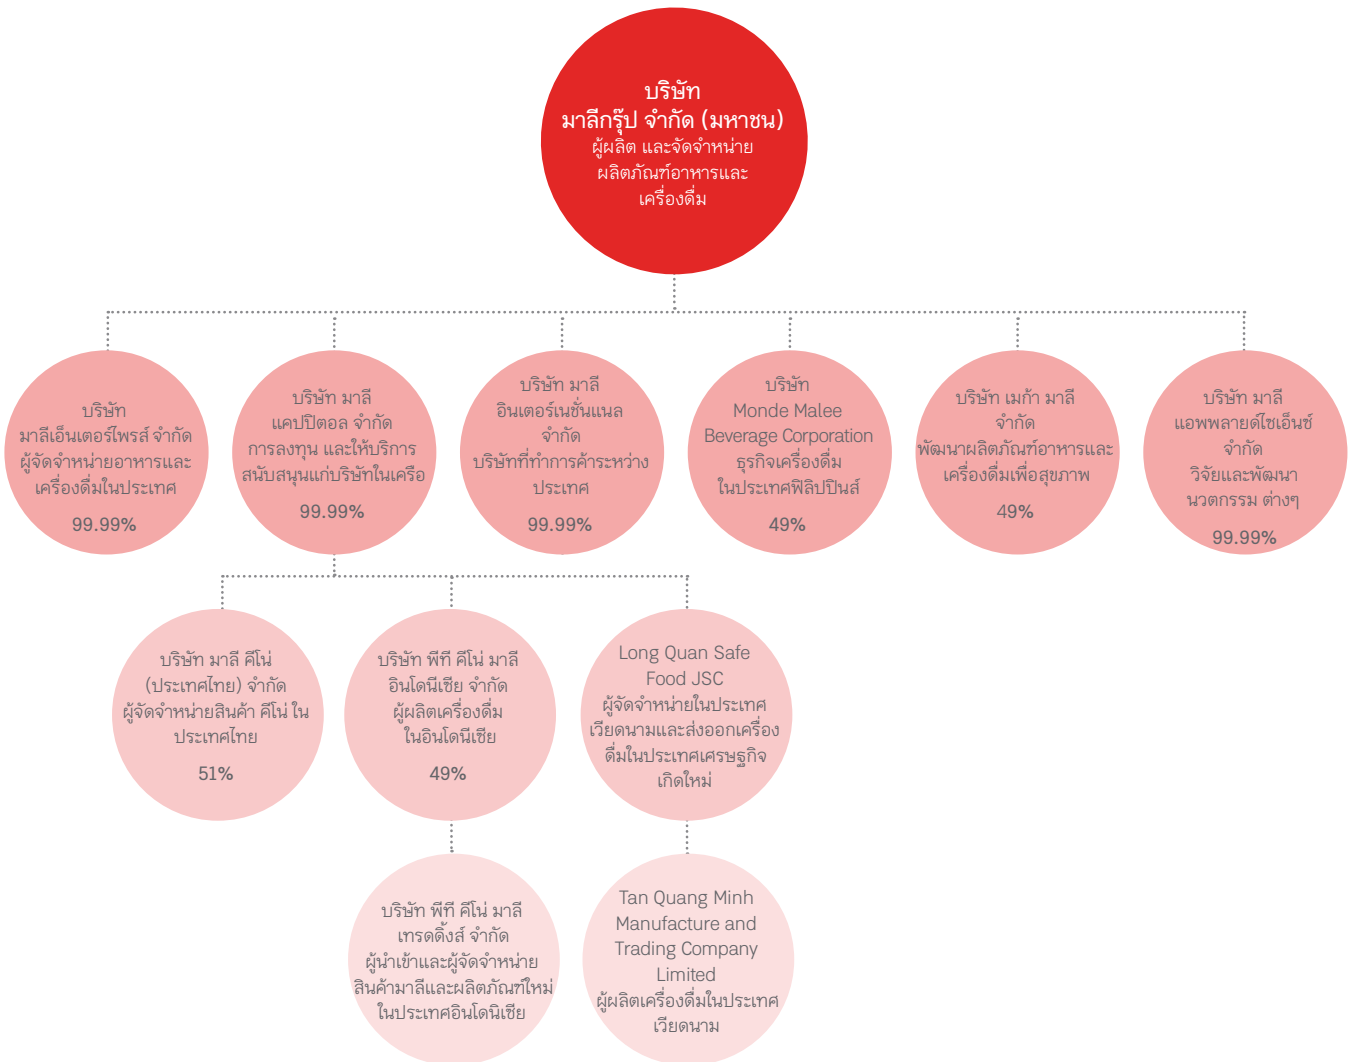 บริษัท
มาลีกรุ๊ป จำกัด (มหาชน)
ผู้ผลิต และจัดจำหน่าย
ผลิตภัณฑ์อาหารและ
เครื่องดื่ม
บริษัท
มาลีเอ็นเตอร์ไพรส์ จำกัด
ผู้จัดจำหน่ายอาหารและ
เครื่องดื่มในประเทศ
99.99%
บริษัท มาลี
แคปปิตอล จำกัด
การลงทุน และให้บริการ
สนับสนุนแก่บริษัทในเครือ
99.99%
บริษัท มาลี
อินเตอร์เนชั่นแนล
จำกัด
บริษัทที่ทำการค้าระหว่าง
ประเทศ
99.99%
บริษัท
Monde Malee
Beverage Corporation
ธุรกิจเครื่องดื่ม
ในประเทศฟิลิปปินส์
49%
บริษัท เมก้า มาลี
จำกัด
พัฒนาผลิตภัณฑ์อาหารและ
เครื่องดื่มเพื่อสุขภาพ
49%
บริษัท มาลี
แอพพลายด์ไซเอ็นซ์
จำกัด
วิจัยและพัฒนา
นวตกรรม ต่างๆ
99.99%
บริษัท มาลี คีโน่
(ประเทศไทย) จำกัด
ผู้จัดจำหน่ายสินค้า คีโน่ ใน
ประเทศไทย
51%
บริษัท พีที คีโน่ มาลี
อินโดนีเซีย จำกัด
ผู้ผลิตเครื่องดื่ม
ในอินโดนีเซีย
49%
Long Quan Safe
Food JSC
ผู้จัดจำหน่ายในประเทศ
เวียดนามและส่งออกเครื่อง
ดื่มในประเทศเศรษฐกิจ
เกิดใหม่
บริษัท พีที คีโน่ มาลี
เทรดดิ้งส์ จำกัด
ผู้นำเข้าและผู้จัดจำหน่าย
สินค้ามาลีและผลิตภัณฑ์ใหม่
ในประเทศอินโดนิเซีย
Tan Quang Minh
Manufacture and
Trading Company
Limited
ผู้ผลิตเครื่องดื่มในประเทศ
เวียดนาม